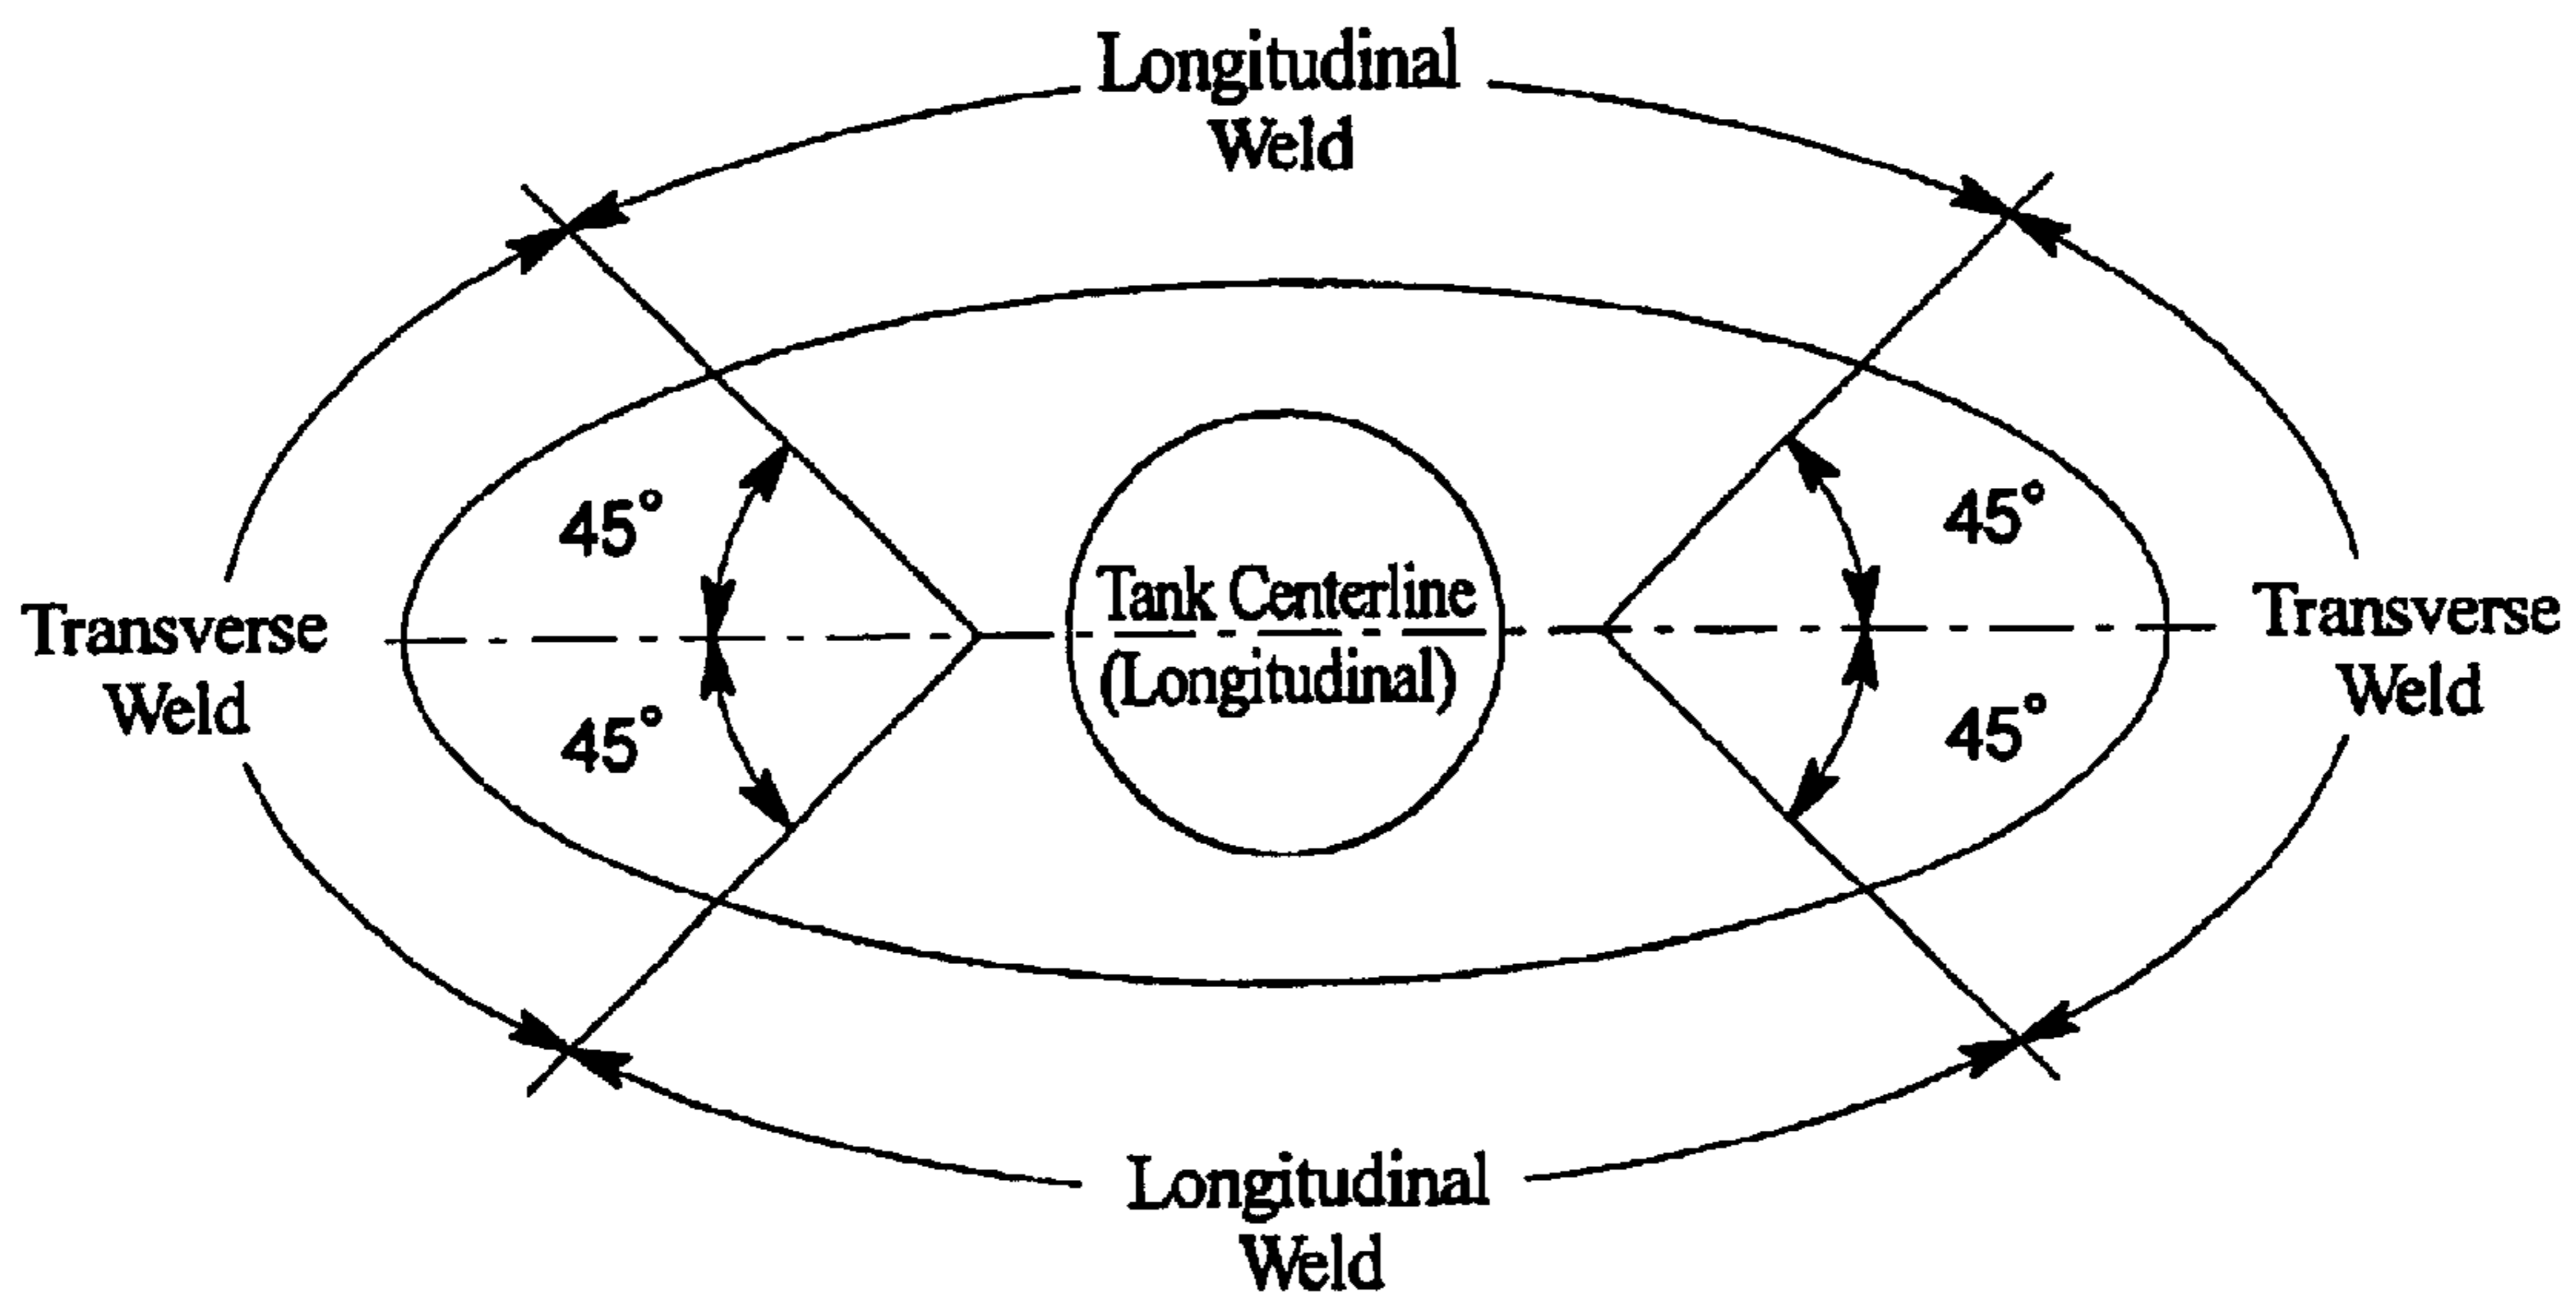 Longitudinal
Weld
45°
45°
Tank Centerline
(Longitudinal)
Transverse
Weld
Transverse
Weld
45°
45°
Longitudinal
Weld